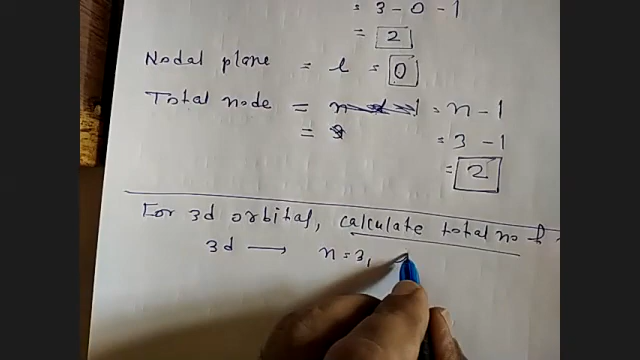 = 3 - 0 - 1
= 2
Nodal plane = l = 0
Total node = = n - 1
= = 3 - 1
= 2
For 3d orbital, calculate total no
3d → n = 3,